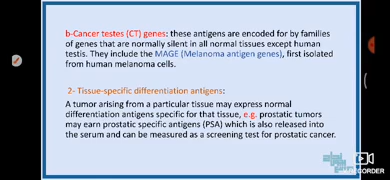 b-Cancer testes (CT) genes: these antigens are encoded for by families
of genes that are normally silent in all normal tissues except human
testis. They include the MAGE (Melanoma antigen genes), first isolated
from human melanoma cells.
2- Tissue-specific differentiation antigens:
A tumor arising from a particular tissue may express normal
differentiation antigens specific for that tissue, e.g. prostatic tumors
may earn prostatic specific antigens (PSA) which is also released into
the serum and can be measured as a screening test for prostatic cancer.